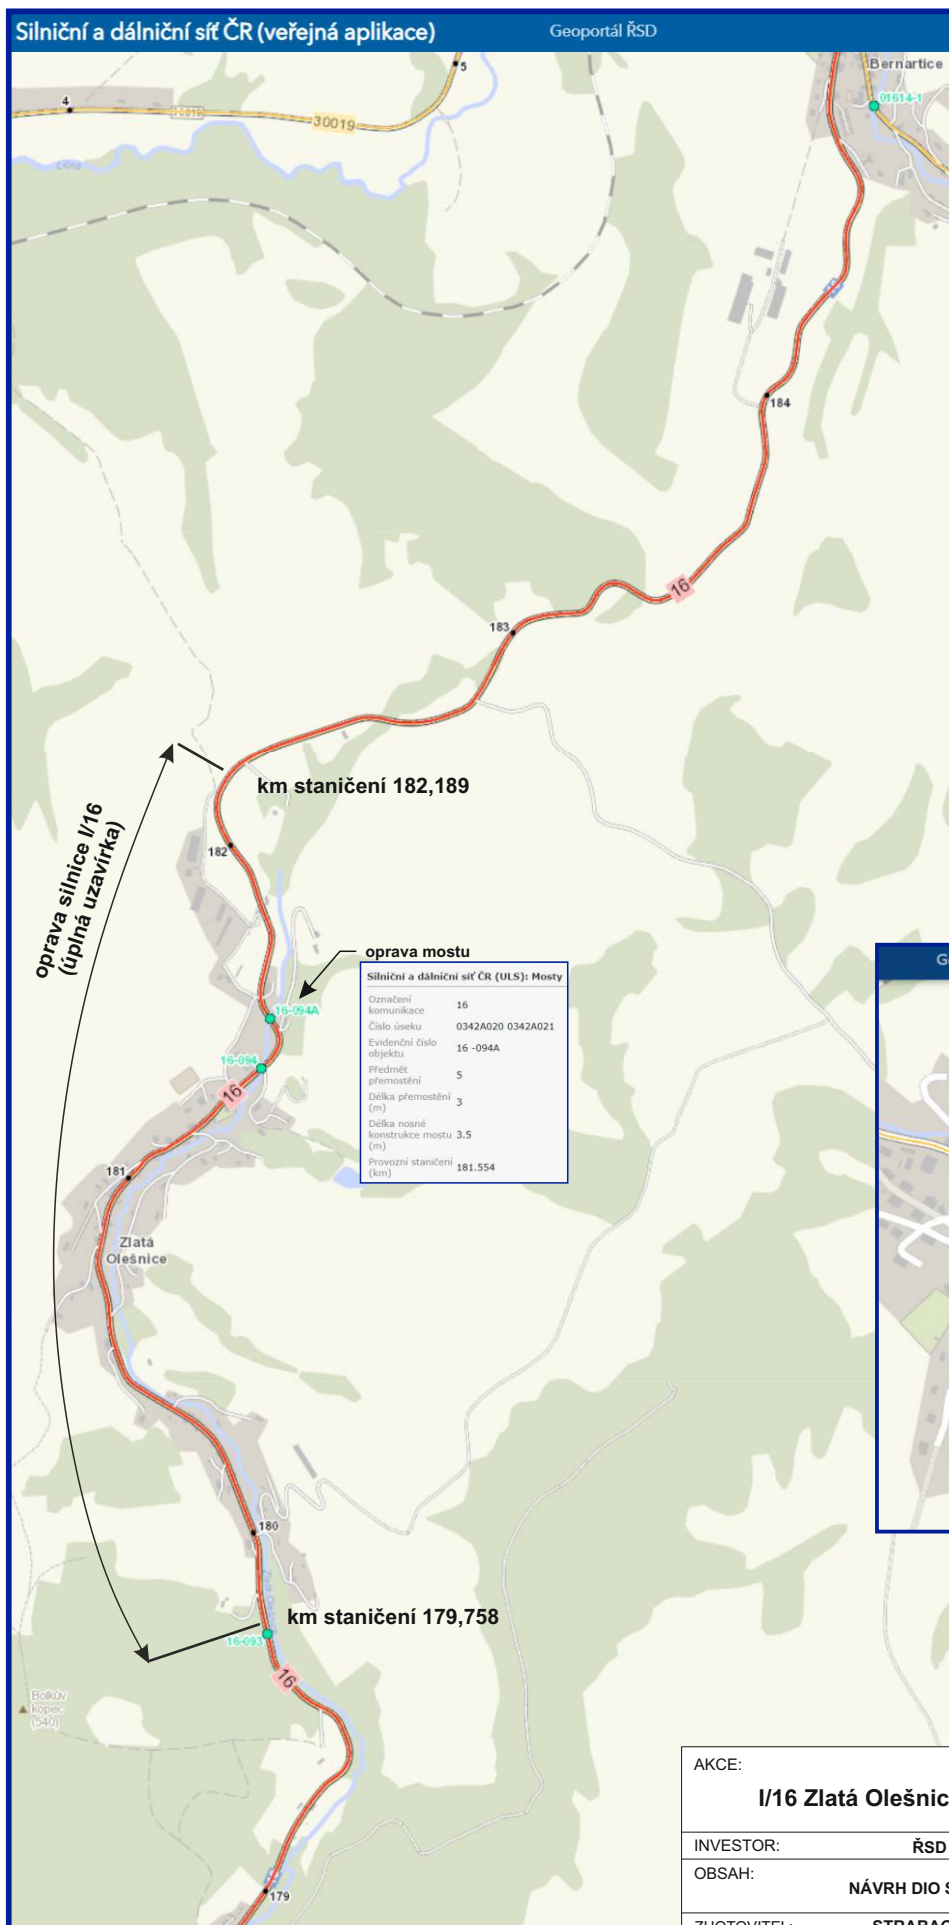 Silniční a dálniční síť ČR (veřejná aplikace)
Geoportál ŘSD
5
4
30019
30019
Ličná
Bernartice
01614-1
184
16
183
km staničení 182,189
oprava silnice I/16
(úplná uzavírka)
182
oprava mostu
Silniční a dálniční síť ČR (ULS): Mosty
Označení komunikace 16
Číslo úseku 0342A020 0342A021
Evidenční číslo objektu 16 -094A
Předmět přemostění 5
Délka přemostění (m) 3
Délka nosné konstrukce mostu (m) 3.5
Provozní staničení (km) 181.554
16-094A
16-094
16
181
Zlatá
Olešnice
180
km staničení 179,758
16-093
16
Bolkův
kopec
(540)
179
G
AKCE:
I/16 Zlatá Olešnic
INVESTOR: ŘSD
OBSAH:
NÁVRH DIO S